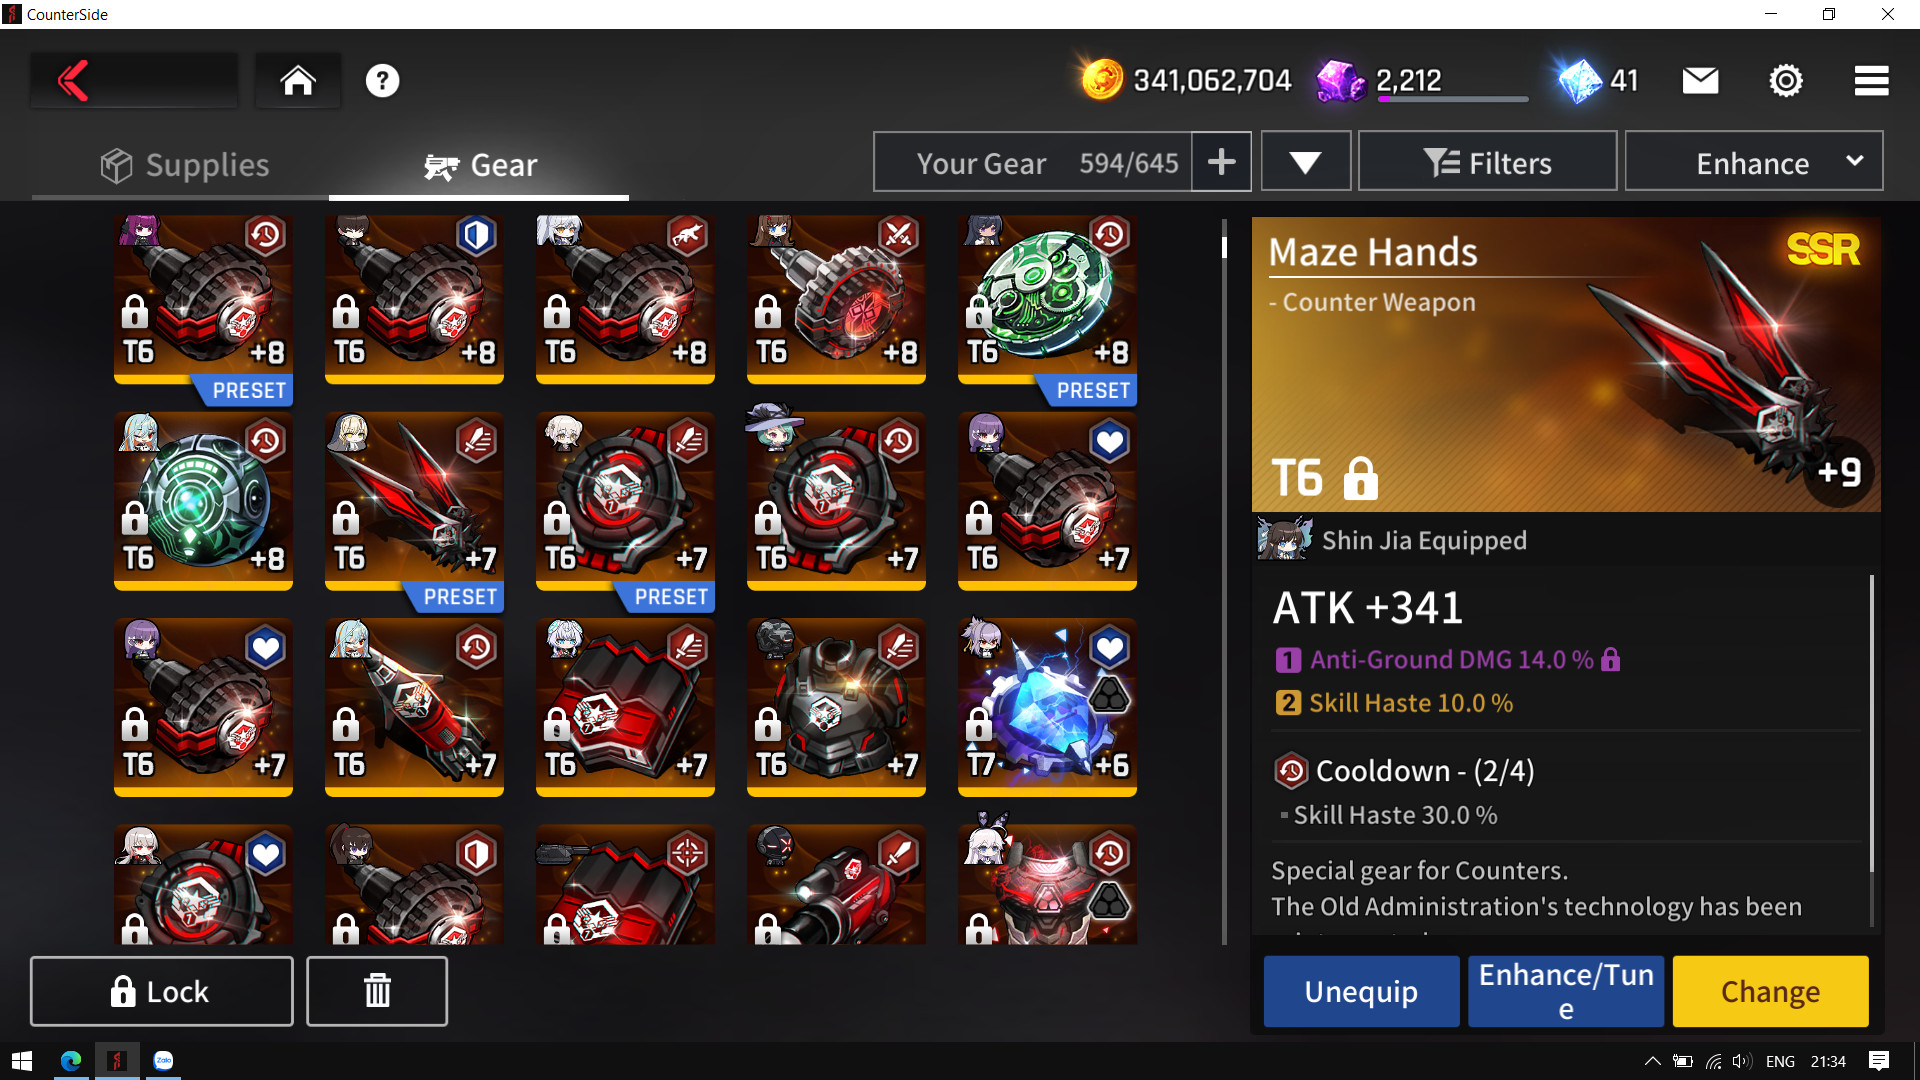 CounterSide
341,062,704
2,212
41
Supplies
Gear
Your Gear 594/645 +
Filters
Enhance
T6 +8
T6 +8
T6 +8
T6 +8
T6 +8
PRESET
PRESET
T6 +8
T6 +7
T6 +7
T6 +7
T6 +7
PRESET
PRESET
T6 +7
T6 +7
T6 +7
T6 +7
T7 +6
Maze Hands
SSR
- Counter Weapon
T6
+9
Shin Jia Equipped
ATK +341
1 Anti-Ground DMG 14.0 %
2 Skill Haste 10.0 %
Cooldown - (2/4)
Skill Haste 30.0 %
Special gear for Counters.
The Old Administration's technology has been
Lock
Unequip
Enhance/Tun
e
Change
Zalo
ENG
21:34